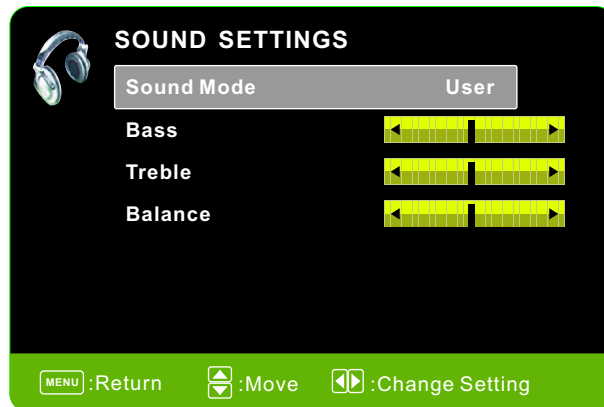 SOUND SETTINGS
Sound Mode User
Bass
Treble
Balance
MENU :Return :Move :Change Setting